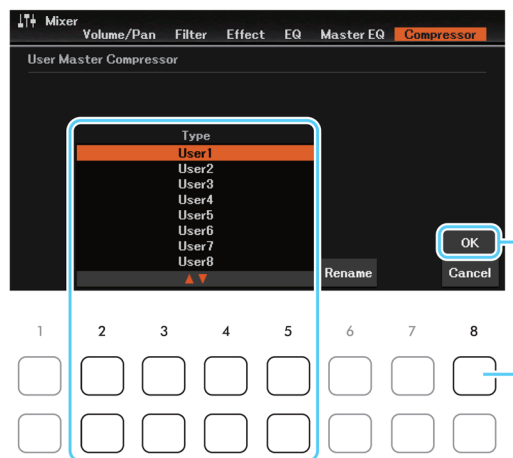 Mixer
Volume/Pan Filter Effect EQ Master EQ Compressor
User Master Compressor
Type
User1
User2
User3
User4
User5
User6
User7
User8
OK
Rename Cancel
1 2 3 4 5 6 7 8